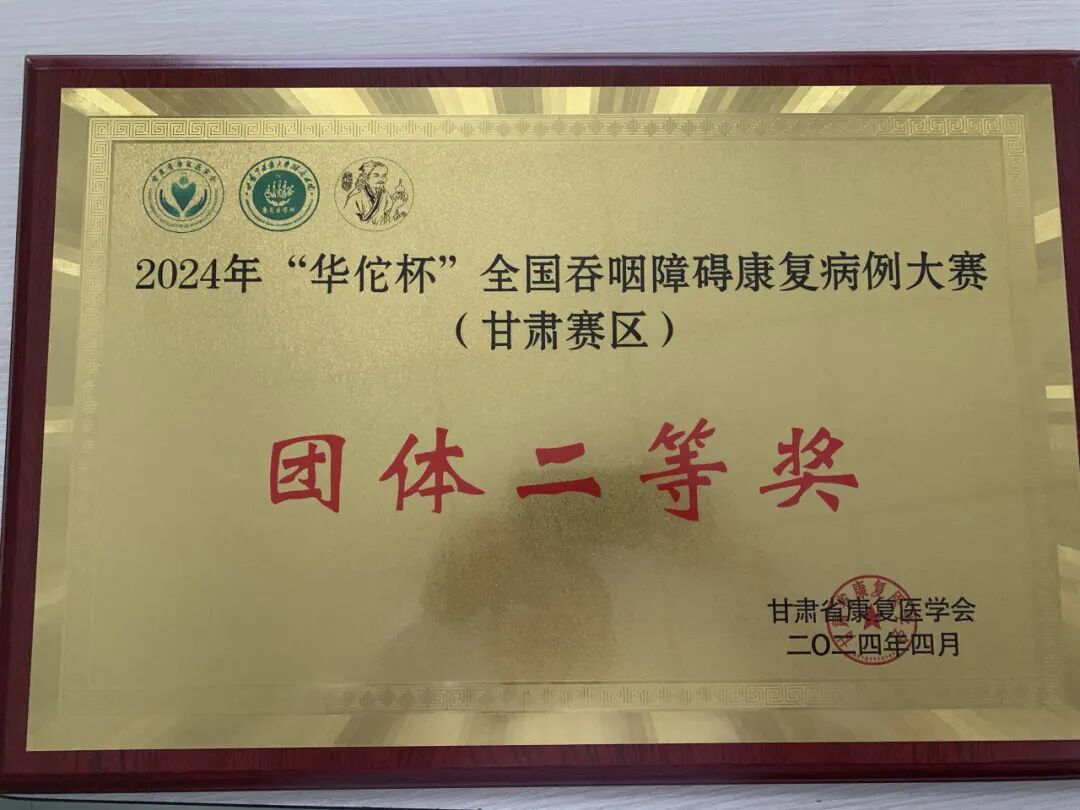 2024年“华佗杯”全国吞咽障碍康复病例大赛
（甘肃赛区）
团体二等奖
甘肃省康复医学会
二〇二四年四月